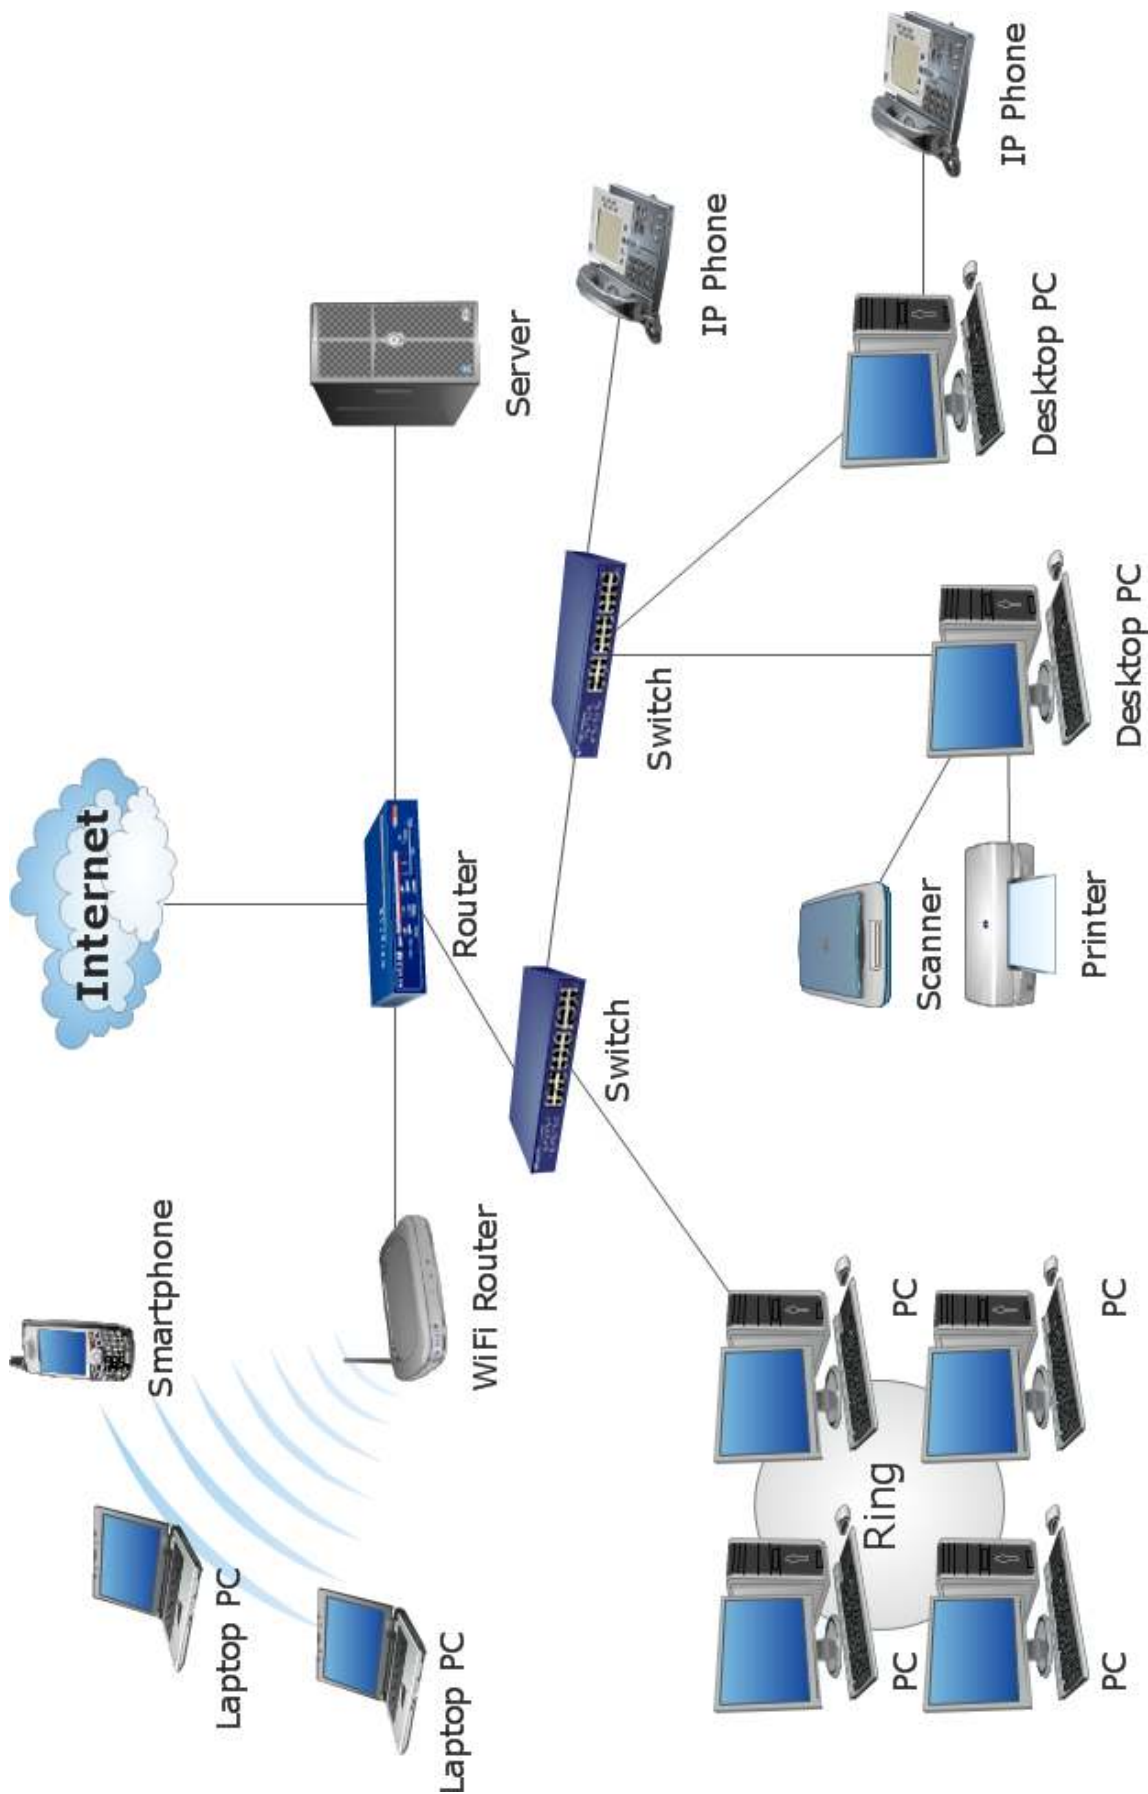 Internet
Smartphone
Laptop PC
Laptop PC
WiFi Router
Router
Server
Switch
Switch
IP Phone
IP Phone
Desktop PC
Desktop PC
Scanner
Printer
PC
PC
Ring
PC
PC